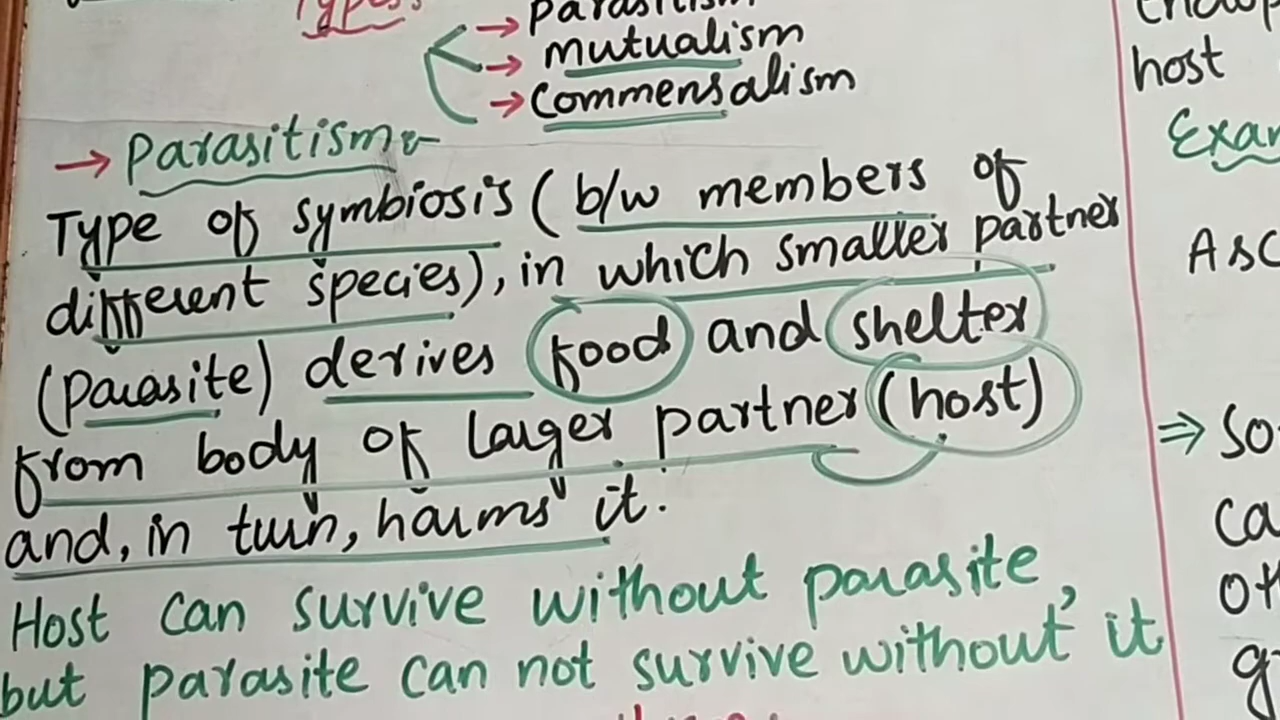 Types:
→ Parasitism
→ Mutualism
→ Commensalism
→ Parasitism:-
Type of symbiosis (b/w members of
different species), in which smaller partner
(Parasite) derives food and shelter
from body of larger partner (host)
and, in turn, harms it.
Host can survive without parasite,
but parasite can not survive without it
host
⇒ So